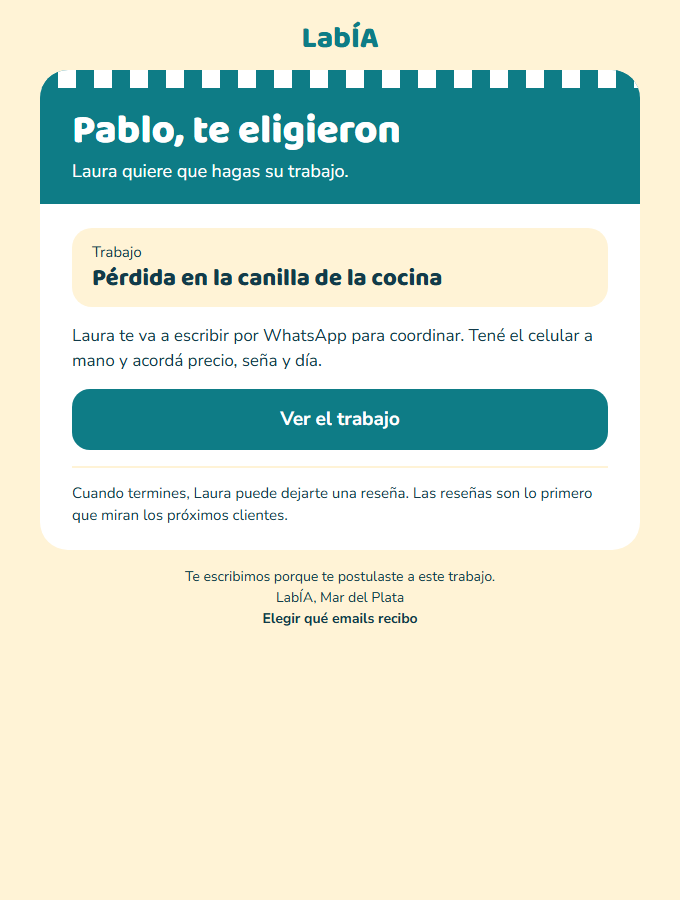 LabÍA
Pablo, te eligieron
Laura quiere que hagas su trabajo.
Trabajo
Pérdida en la canilla de la cocina
Laura te va a escribir por WhatsApp para coordinar. Tené el celular a
mano y acordá precio, seña y día.
Ver el trabajo
Cuando termines, Laura puede dejarte una reseña. Las reseñas son lo primero
que miran los próximos clientes.
Te escribimos porque te postulaste a este trabajo.
LabÍA, Mar del Plata
Elegir qué emails recibo